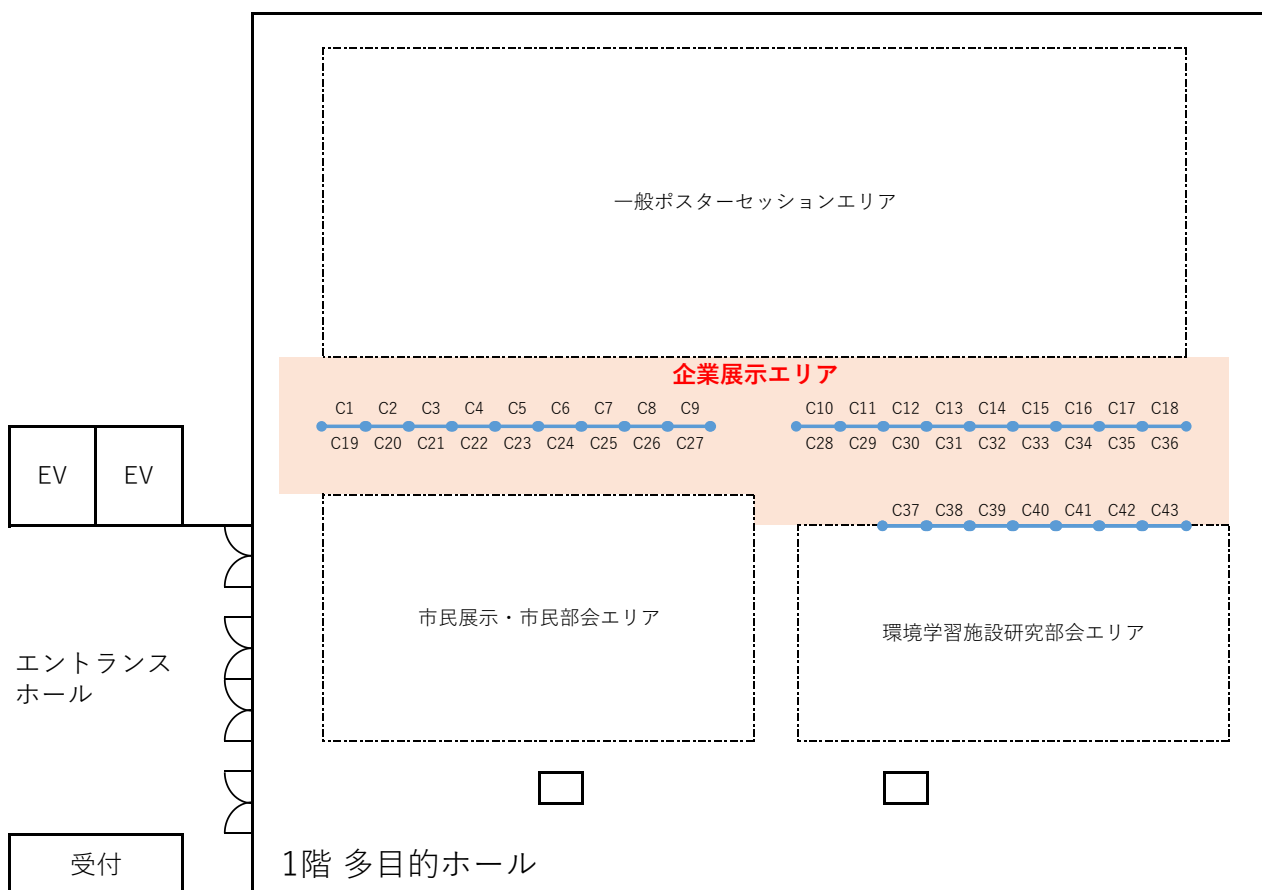 一般ポスターセッションエリア
企業展示エリア
C1 C2 C3 C4 C5 C6 C7 C8 C9 C10 C11 C12 C13 C14 C15 C16 C17 C18
C19 C20 C21 C22 C23 C24 C25 C26 C27 C28 C29 C30 C31 C32 C33 C34 C35 C36
EV EV
C37 C38 C39 C40 C41 C42 C43
市民展示・市民部会エリア
環境学習施設研究部会エリア
エントランス
ホール
受付
1階 多目的ホール